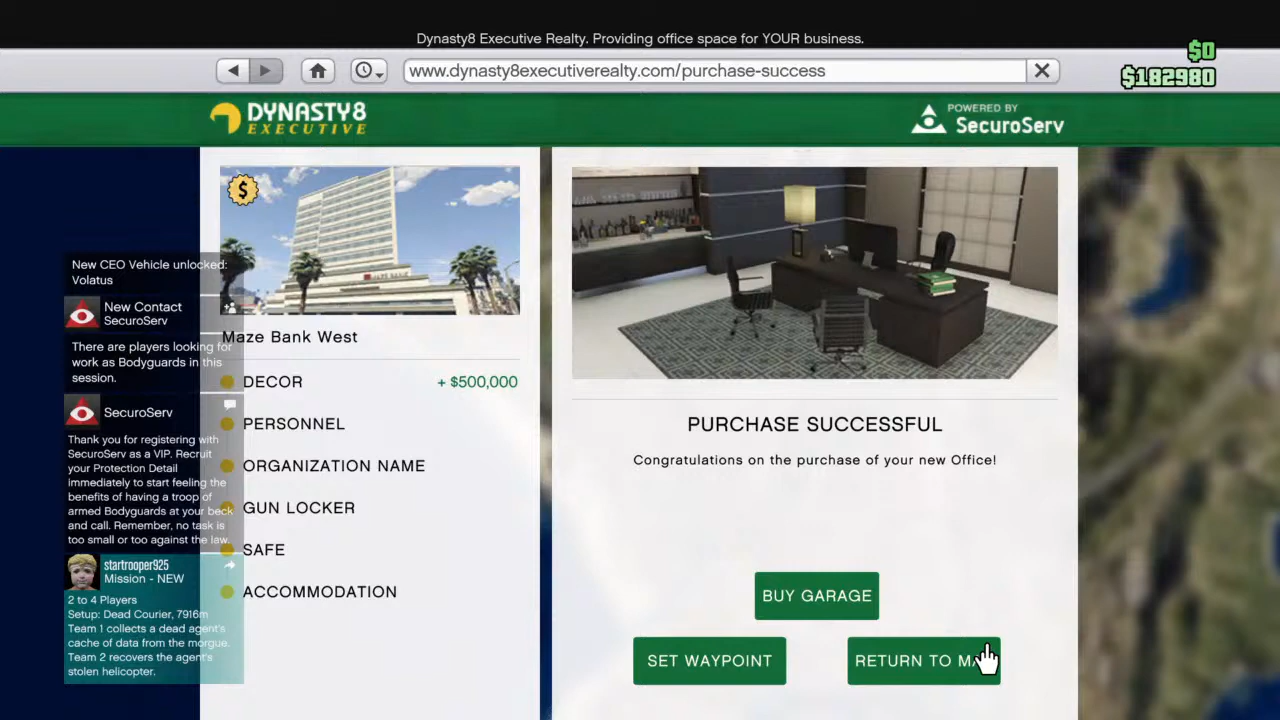 Dynasty8 Executive Realty. Providing office space for YOUR business.
$0
www.dynasty8executiverealty.com/purchase-success
$182980
DYNASTY8
EXECUTIVE
POWERED BY
SecuroServ
$
MAZE BANK
Maze Bank West
DECOR
+ $500,000
PERSONNEL
ORGANIZATION NAME
GUN LOCKER
SAFE
ACCOMMODATION
New CEO Vehicle unlocked:
Volatus
New Contact
SecuroServ
There are players looking for
work as Bodyguards in this
session.
SecuroServ
Thank you for registering with
SecuroServ as a VIP. Recruit
your Protection Detail
immediately to start feeling the
benefits of having a troop of
armed Bodyguards at your beck
and call. Remember, no task is
too small or too against the law.
startrooper925
Mission - NEW
2 to 4 Players
Setup: Dead Courier, 7916m
Team 1 collects a dead agent's
cache of data from the morgue.
Team 2 recovers the agent's
stolen helicopter.
PURCHASE SUCCESSFUL
Congratulations on the purchase of your new Office!
BUY GARAGE
SET WAYPOINT
RETURN TO